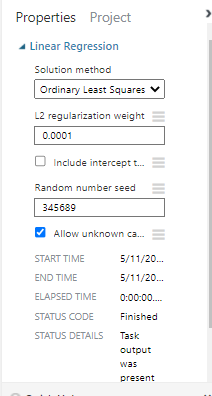 Properties Project
Linear Regression
Solution method
Ordinary Least Squares
L2 regularization weight
0.0001
Include intercept t...
Random number seed
345689
Allow unknown ca...
START TIME 5/11/20...
END TIME 5/11/20...
ELAPSED TIME 0:00:00....
STATUS CODE Finished
STATUS DETAILS Task
output
was
present